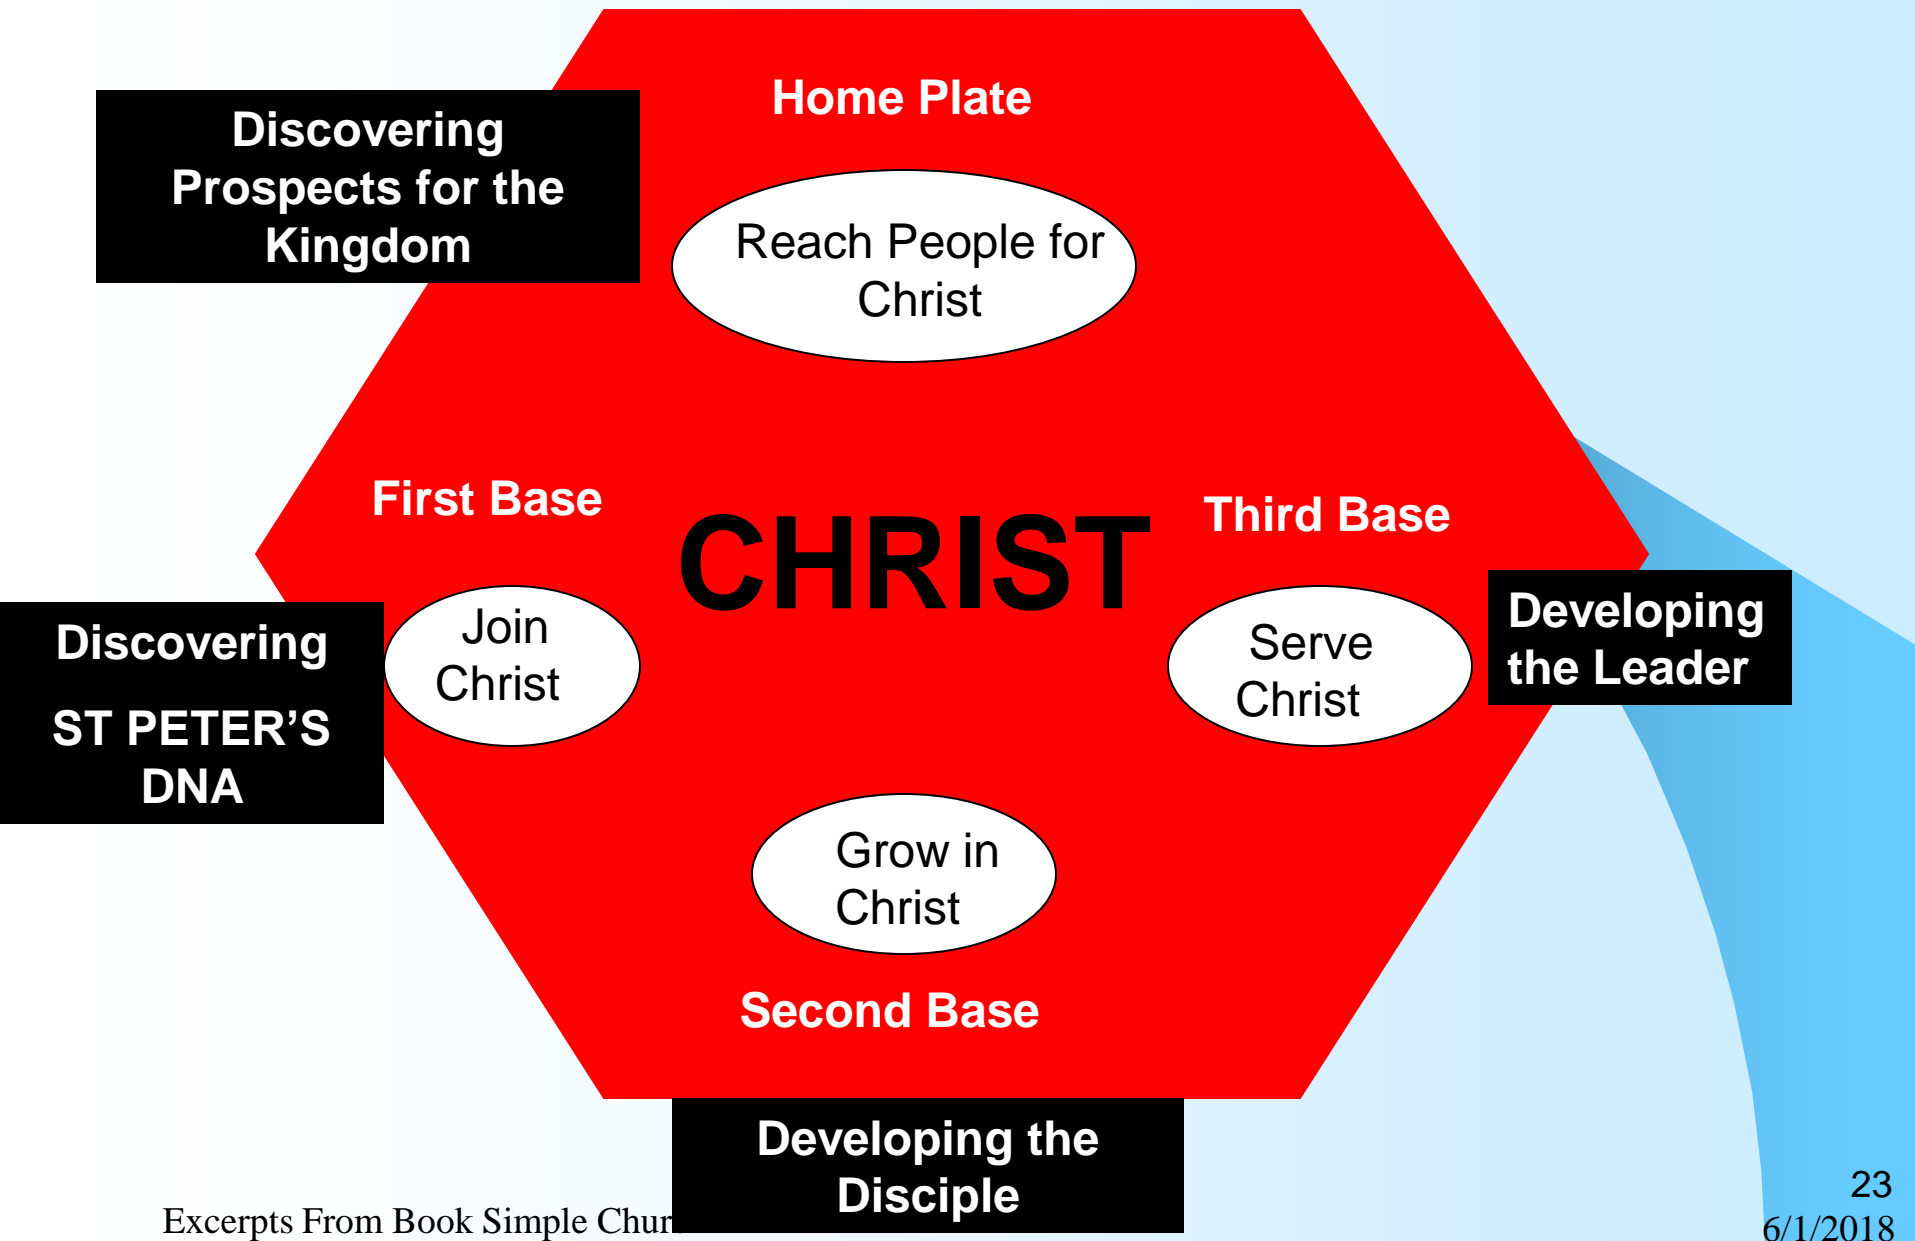 Home Plate
Discovering
Prospects for the
Kingdom
Reach People for
Christ
First Base
CHRIST
Third Base
Join
Christ
Serve
Christ
Developing
the Leader
Discovering
ST PETER’S
DNA
Grow in
Christ
Second Base
Developing the
Disciple
Excerpts From Book Simple
23
6/1/2018